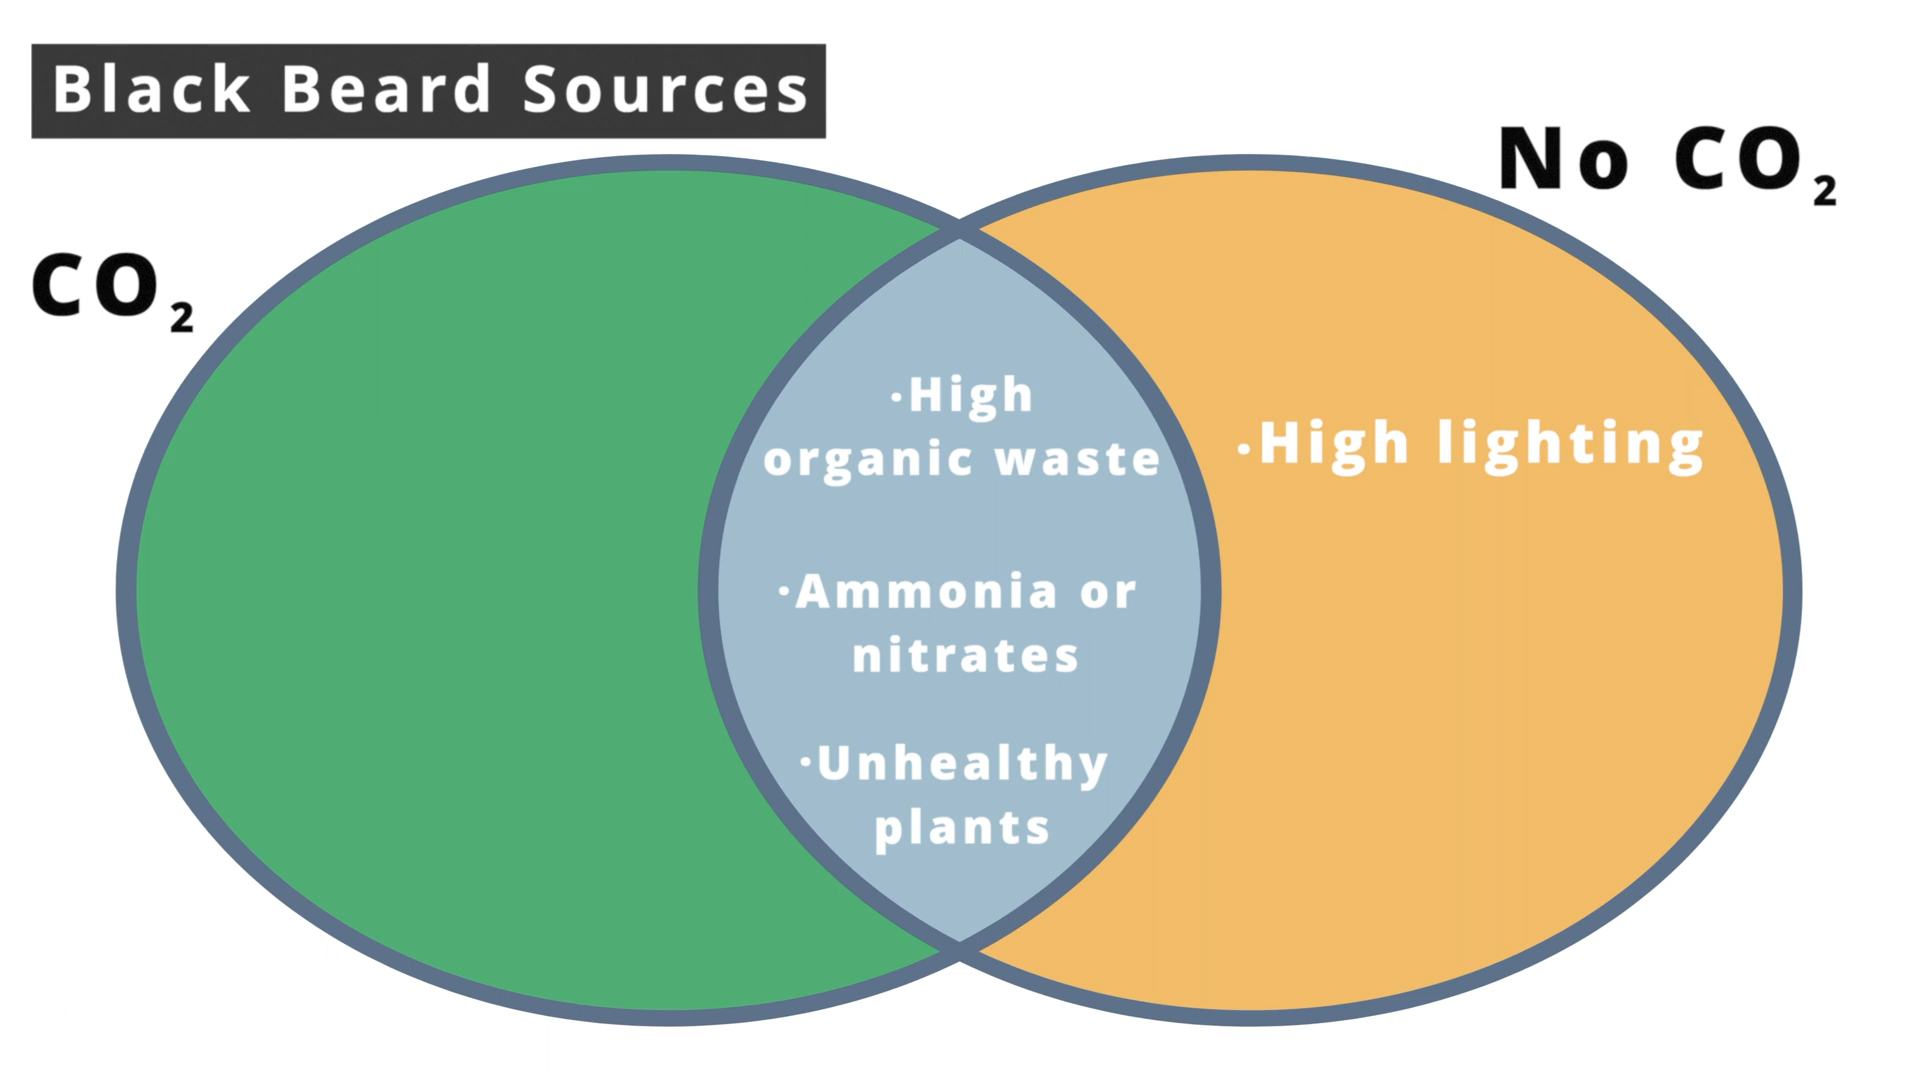 Black Beard Sources
No CO₂
CO₂
·High
organic waste
·High lighting
·Ammonia or
nitrates
·Unhealthy
plants